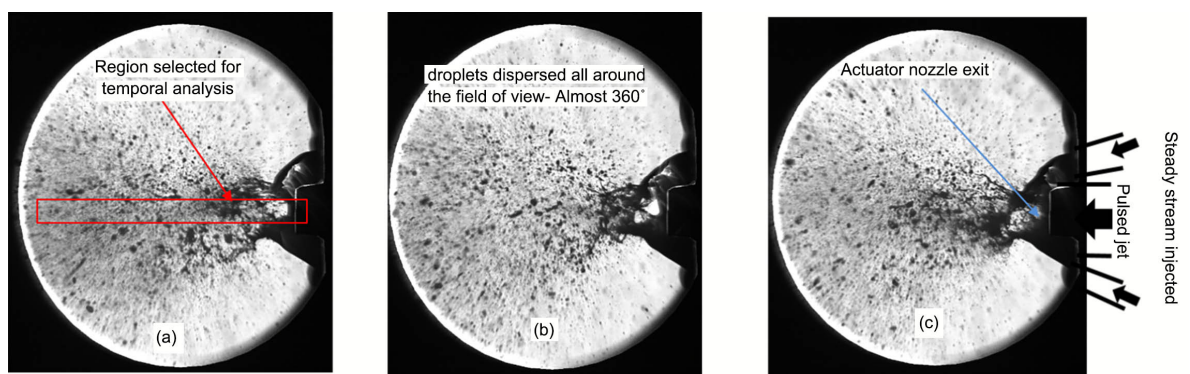 Region selected for
temporal analysis
(a)
droplets dispersed all around
the field of view- Almost 360˚
(b)
Actuator nozzle exit
(c)
Pulsed jet
Steady stream injected